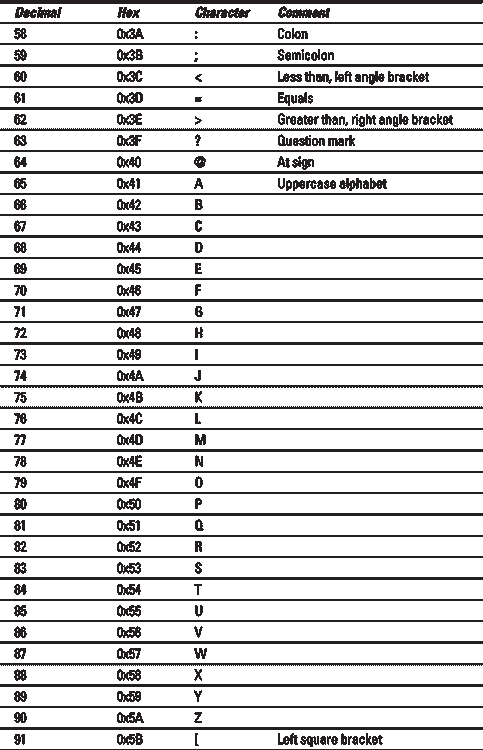 Decimal Hex Character Comment
58 0x3A : Colon
59 0x3B ; Semicolon
60 0x3C < Less than, left angle bracket
61 0x3D = Equals
62 0x3E > Greater than, right angle bracket
63 0x3F ? Question mark
64 0x40 @ At sign
65 0x41 A Uppercase alphabet
66 0x42 B
67 0x43 C
68 0x44 D
69 0x45 E
70 0x46 F
71 0x47 G
72 0x48 H
73 0x49 I
74 0x4A J
75 0x4B K
76 0x4C L
77 0x4D M
78 0x4E N
79 0x4F O
80 0x50 P
81 0x51 Q
82 0x52 R
83 0x53 S
84 0x54 T
85 0x55 U
86 0x56 V
87 0x57 W
88 0x58 X
89 0x59 Y
90 0x5A Z
91 0x5B [ Left square bracket